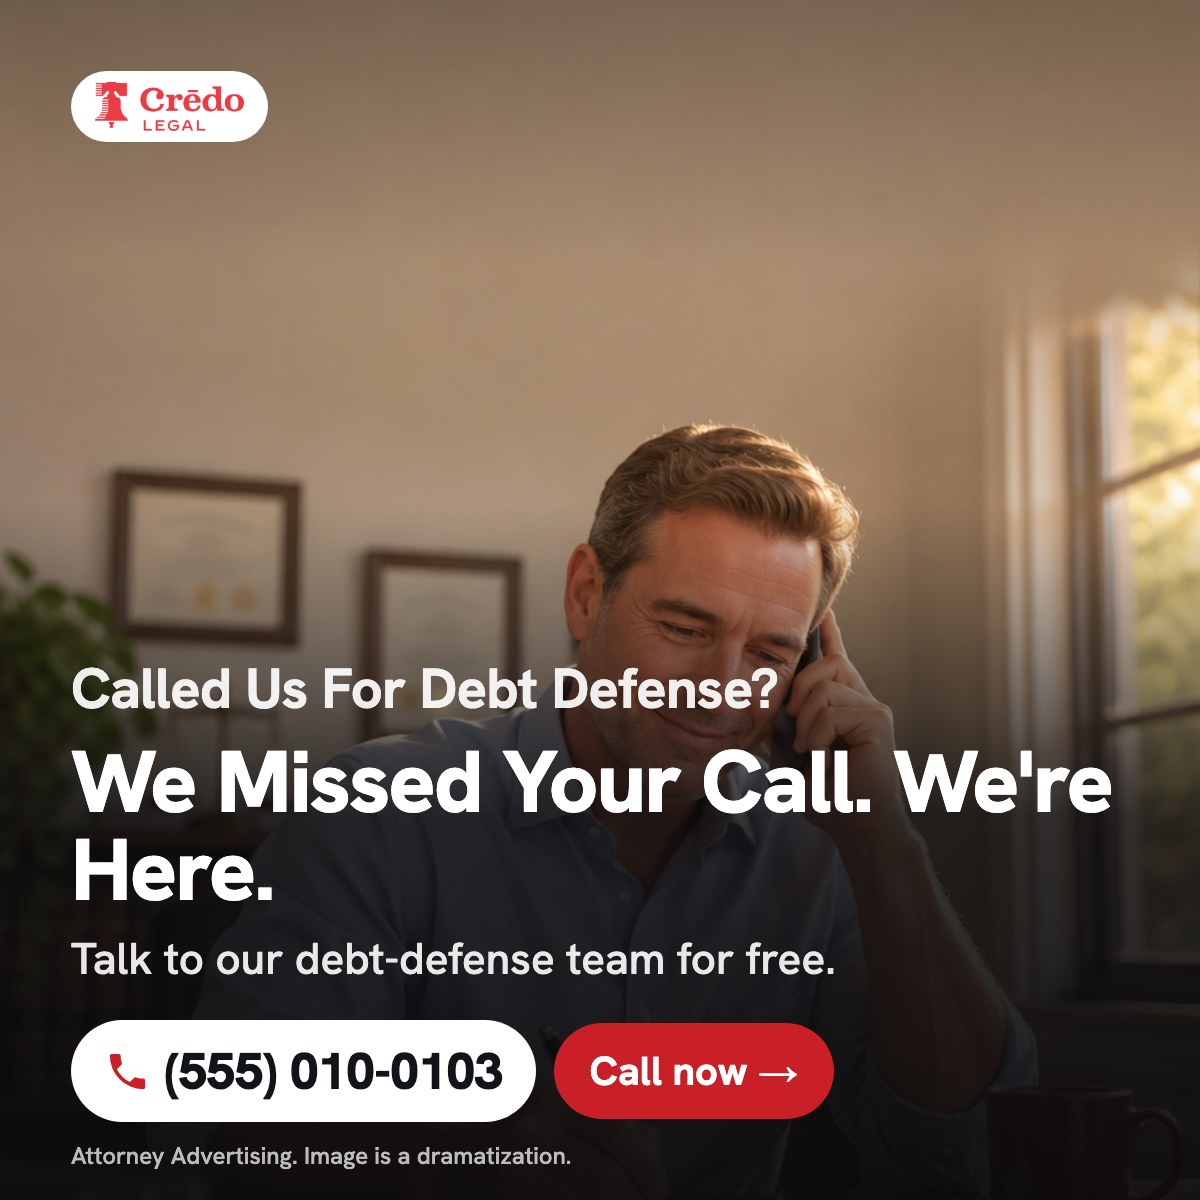 Crēdo
LEGAL
Called Us For Debt Defense?
We Missed Your Call. We're
Here.
Talk to our debt-defense team for free.
(555) 010-0103
Call now →
Attorney Advertising. Image is a dramatization.